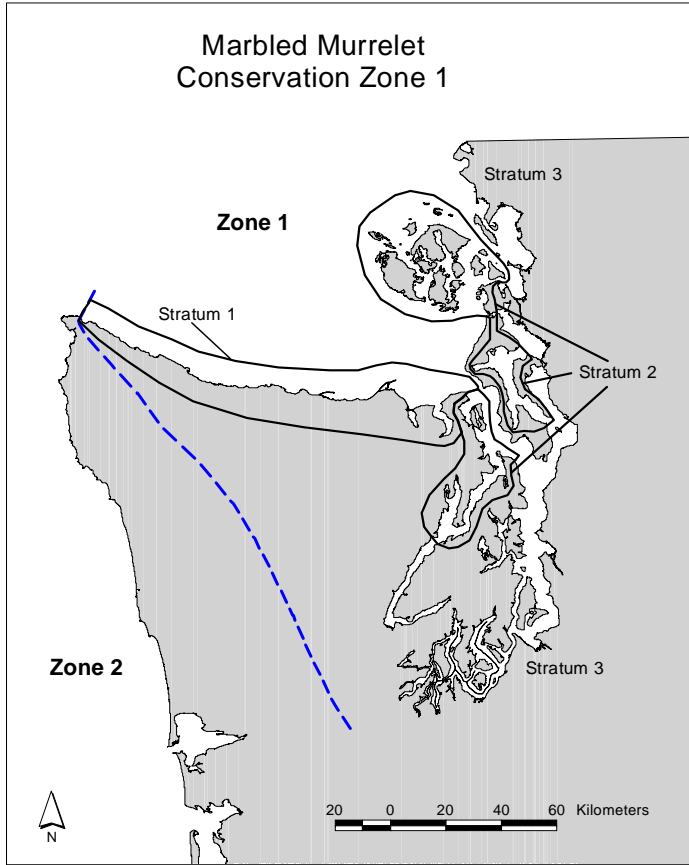 Marbled Murrelet
Conservation Zone 1
Stratum 3
Zone 1
Stratum 1
Stratum 2
Zone 2
Stratum 3
20 0 20 40 60 Kilometers
N